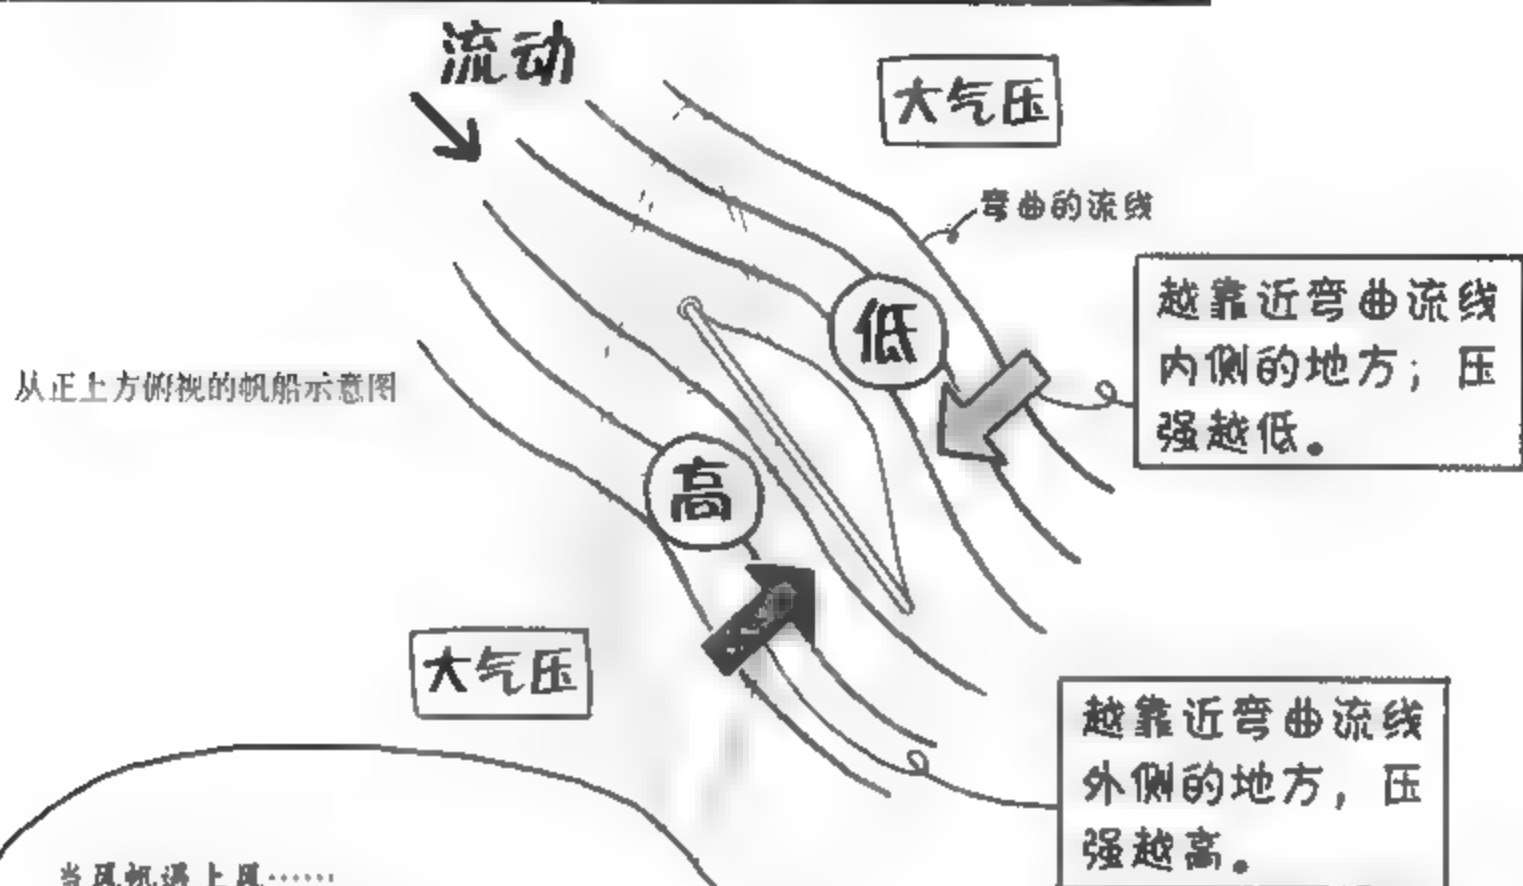 流动
大气压
弯曲的流线
越靠近弯曲流线
内侧的地方；压
强越低。
低
从正上方俯视的帆船示意图
高
大气压
越靠近弯曲流线
外侧的地方，压
强越高。
当风帆遇上风……